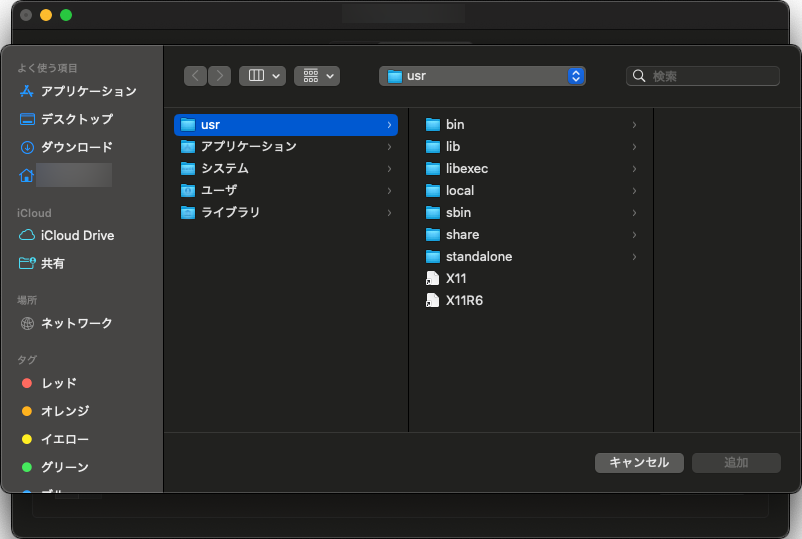 よく使う項目
アプリケーション
デスクトップ
ダウンロード
iCloud
iCloud Drive
共有
場所
ネットワーク
タグ
レッド
オレンジ
イエロー
グリーン
ブルー
usr
検索
usr
アプリケーション
システム
ユーザ
ライブラリ
bin
lib
libexec
local
sbin
share
standalone
X11
X11R6
キャンセル
追加